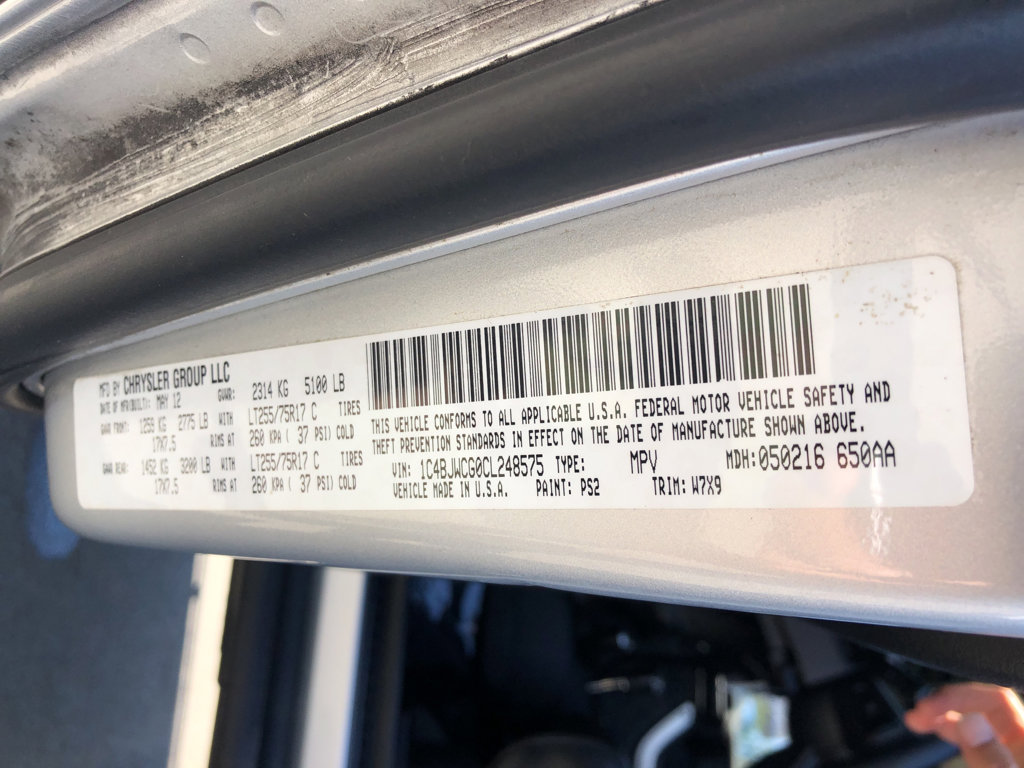 MFD BY CHRYSLER GROUP LLC
DATE OF MFR(BUILT): MAY 12 GVWR: 2314 KG 5100 LB
GAWR FRONT: 1259 KG 2775 LB WITH LT255/75R17 C TIRES
17X7.5 RIMS AT 260 KPA ( 37 PSI) COLD
GAWR REAR: 1452 KG 3200 LB WITH LT255/75R17 C TIRES
17X7.5 RIMS AT 260 KPA ( 37 PSI) COLD
THIS VEHICLE CONFORMS TO ALL APPLICABLE U.S.A. FEDERAL MOTOR VEHICLE SAFETY AND
THEFT PREVENTION STANDARDS IN EFFECT ON THE DATE OF MANUFACTURE SHOWN ABOVE.
VIN: 1C4BJWCG0CL248575 TYPE: MPV MDH:050216 650AA
VEHICLE MADE IN U.S.A. PAINT: PS2 TRIM: W7X9